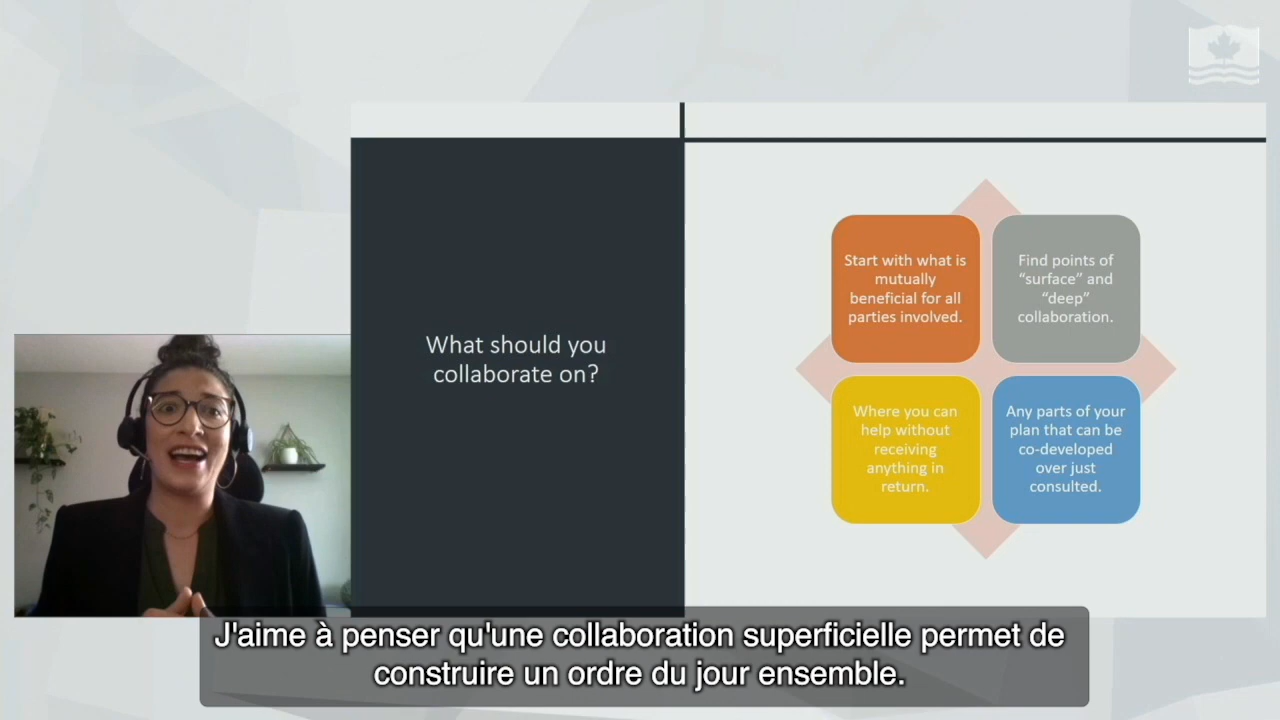 What should you
collaborate on?
Start with what is
mutually
beneficial for all
parties involved.
Find points of
“surface” and
“deep”
collaboration.
Where you can
help without
receiving
anything in
return.
Any parts of your
plan that can be
co-developed
over just
consulted.
J'aime à penser qu'une collaboration superficielle permet de
construire un ordre du jour ensemble.